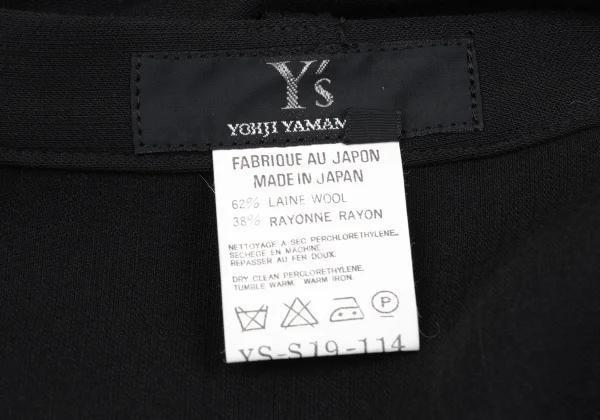 Y's
YOHJI YAMAM
FABRIQUE AU JAPON
MADE IN JAPAN
62% LAINE WOOL
38% RAYONNE RAYON
NETTOYAGE A SEC PERCHLORETHYLENE.
SECHEGE EN MACHINE.
REPASSER AU FER DOUX.
DRY CLEAN PERCLORETHYLENE.
TUMBLE WARM. WARM IRON.
P
YS-S19-114